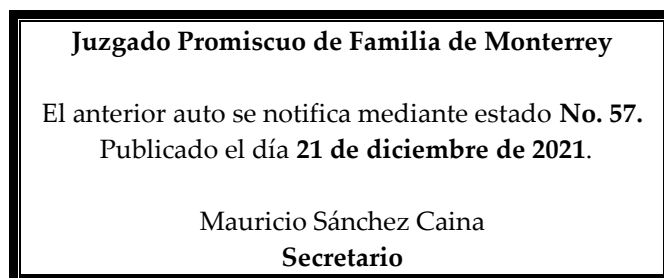 Juzgado Promiscuo de Familia de Monterrey
El anterior auto se notifica mediante estado No. 57.
Publicado el día 21 de diciembre de 2021.
Mauricio Sánchez Caina
Secretario